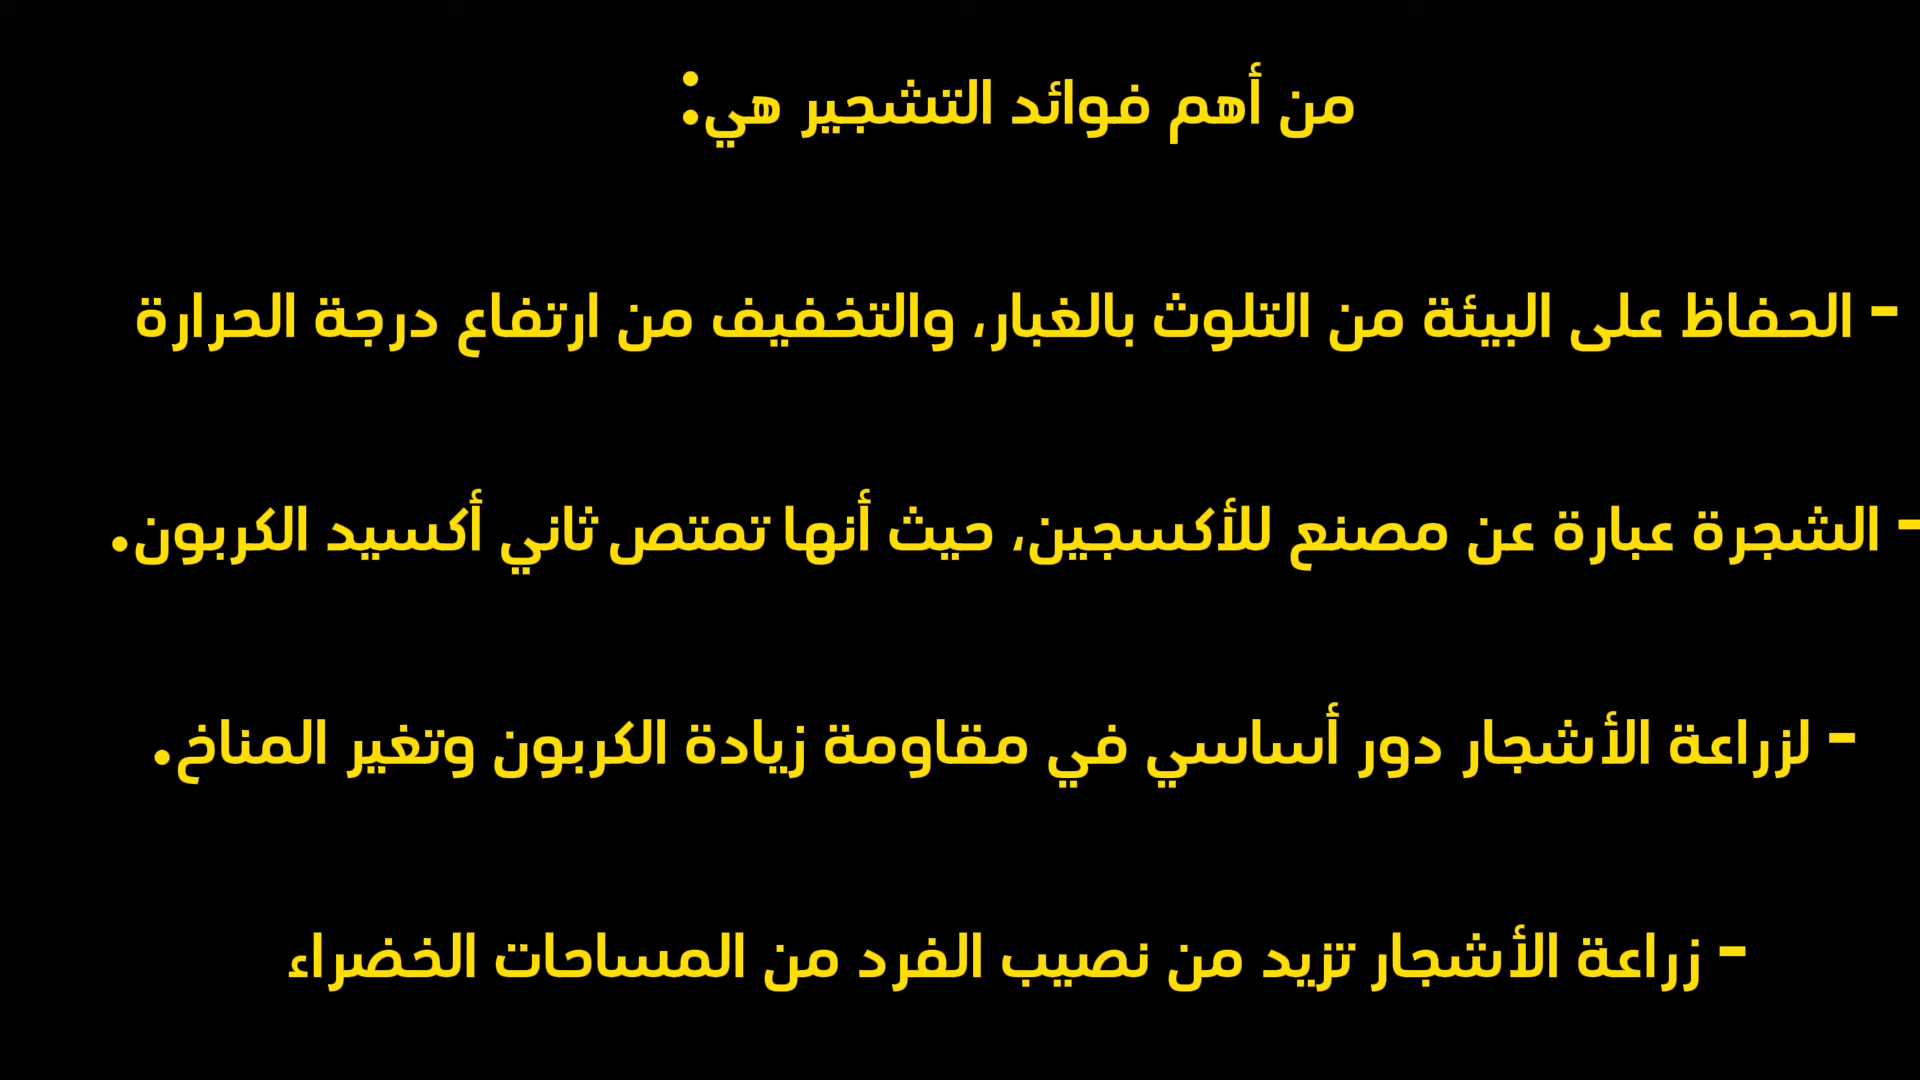 من أهم فوائد التشجير هي:
- الحفاظ على البيئة من التلوث بالغبار، والتخفيف من ارتفاع درجة الحرارة
- الشجرة عبارة عن مصنع للأكسجين، حيث أنها تمتص ثاني أكسيد الكربون.
- لزراعة الأشجار دور أساسي في مقاومة زيادة الكربون وتغير المناخ.
- زراعة الأشجار تزيد من نصيب الفرد من المساحات الخضراء